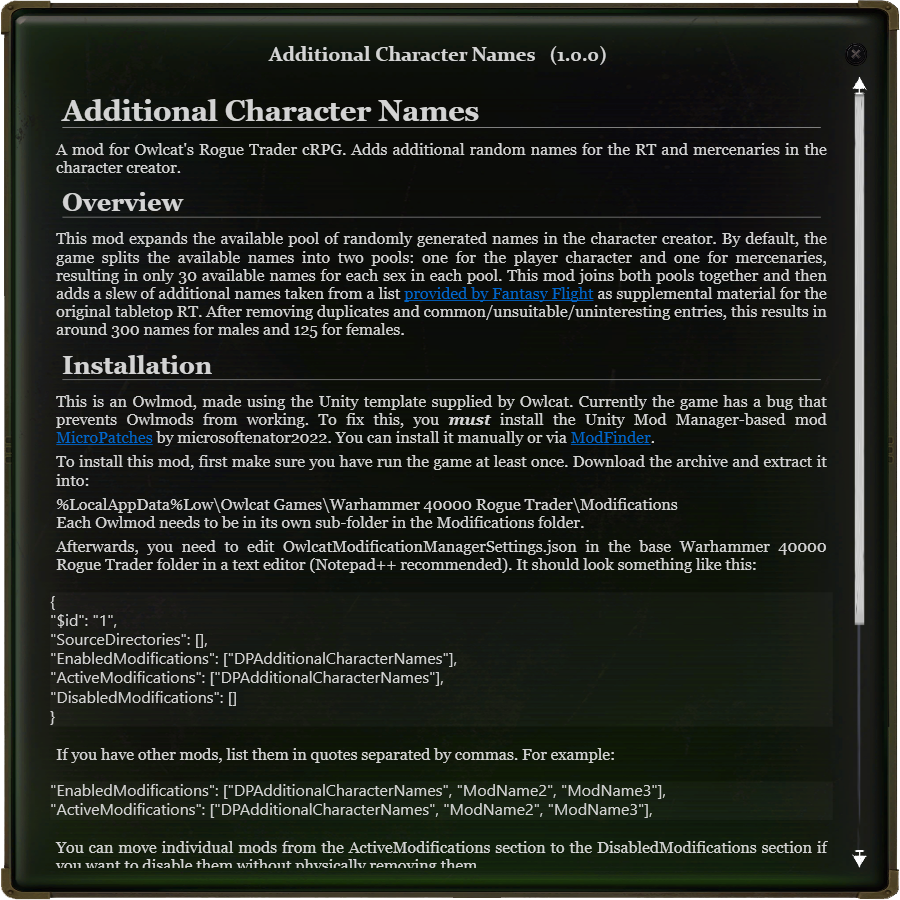 Additional Character Names (1.0.0)
Additional Character Names
A mod for Owlcat's Rogue Trader cRPG. Adds additional random names for the RT and mercenaries in the
character creator.
Overview
This mod expands the available pool of randomly generated names in the character creator. By default, the
game splits the available names into two pools: one for the player character and one for mercenaries,
resulting in only 30 available names for each sex in each pool. This mod joins both pools together and then
adds a slew of additional names taken from a list provided by Fantasy Flight as supplemental material for the
original tabletop RT. After removing duplicates and common/unsuitable/uninteresting entries, this results in
around 300 names for males and 125 for females.
Installation
This is an Owlmod, made using the Unity template supplied by Owlcat. Currently the game has a bug that
prevents Owlmods from working. To fix this, you must install the Unity Mod Manager-based mod
MicroPatches by microsoftenator2022. You can install it manually or via ModFinder.
To install this mod, first make sure you have run the game at least once. Download the archive and extract it
into:
%LocalAppData%Low\Owlcat Games\Warhammer 40000 Rogue Trader\Modifications
Each Owlmod needs to be in its own sub-folder in the Modifications folder.
Afterwards, you need to edit OwlcatModificationManagerSettings.json in the base Warhammer 40000
Rogue Trader folder in a text editor (Notepad++ recommended). It should look something like this:
{
"$id": "1",
"SourceDirectories": [],
"EnabledModifications": ["DPAdditionalCharacterNames"],
"ActiveModifications": ["DPAdditionalCharacterNames"],
"DisabledModifications": []
}
If you have other mods, list them in quotes separated by commas. For example:
"EnabledModifications": ["DPAdditionalCharacterNames", "ModName2", "ModName3"],
"ActiveModifications": ["DPAdditionalCharacterNames", "ModName2", "ModName3"],
You can move individual mods from the ActiveModifications section to the DisabledModifications section if
you want to disable them without physically removing them.